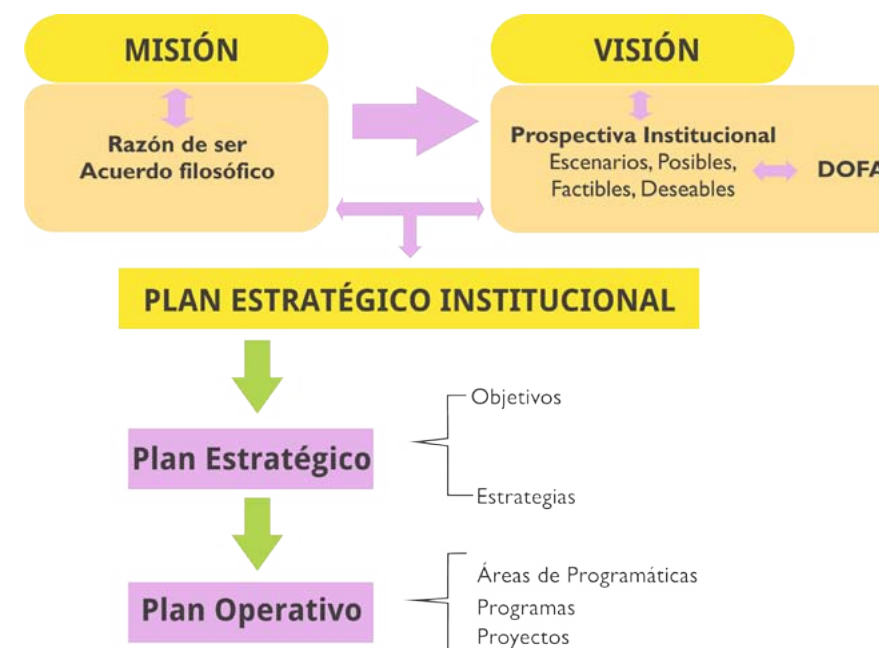 MISIÓN
VISIÓN
Razón de ser
Acuerdo filosófico
Prospectiva Institucional
Escenarios, Posibles,
Factibles, Deseables
DOFA
PLAN ESTRATÉGICO INSTITUCIONAL
Plan Estratégico
Objetivos
Estrategias
Plan Operativo
Áreas de Programáticas
Programas
Proyectos